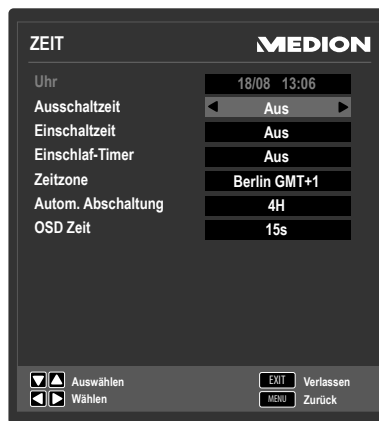 ZEIT MEDION
Uhr 18/08 13:06
Ausschaltzeit Aus
Einschaltzeit Aus
Einschlaf-Timer Aus
Zeitzone Berlin GMT+1
Autom. Abschaltung 4H
OSD Zeit 15s
Auswählen EXIT Verlassen
Wählen MENU Zurück